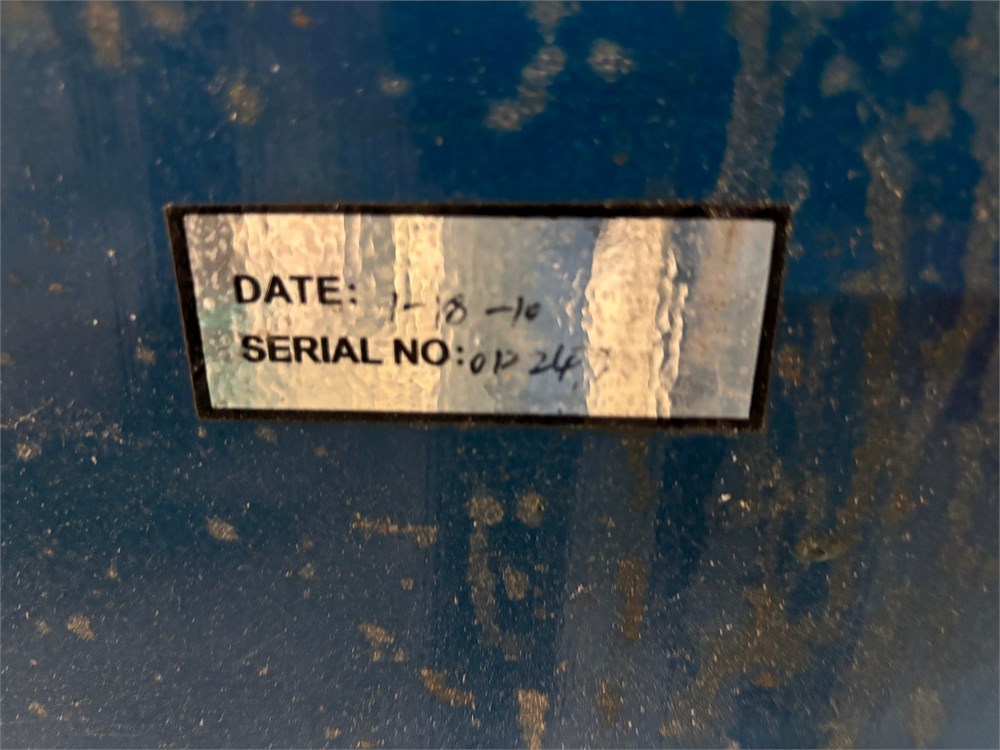 DATE: 1-18-10
SERIAL NO: